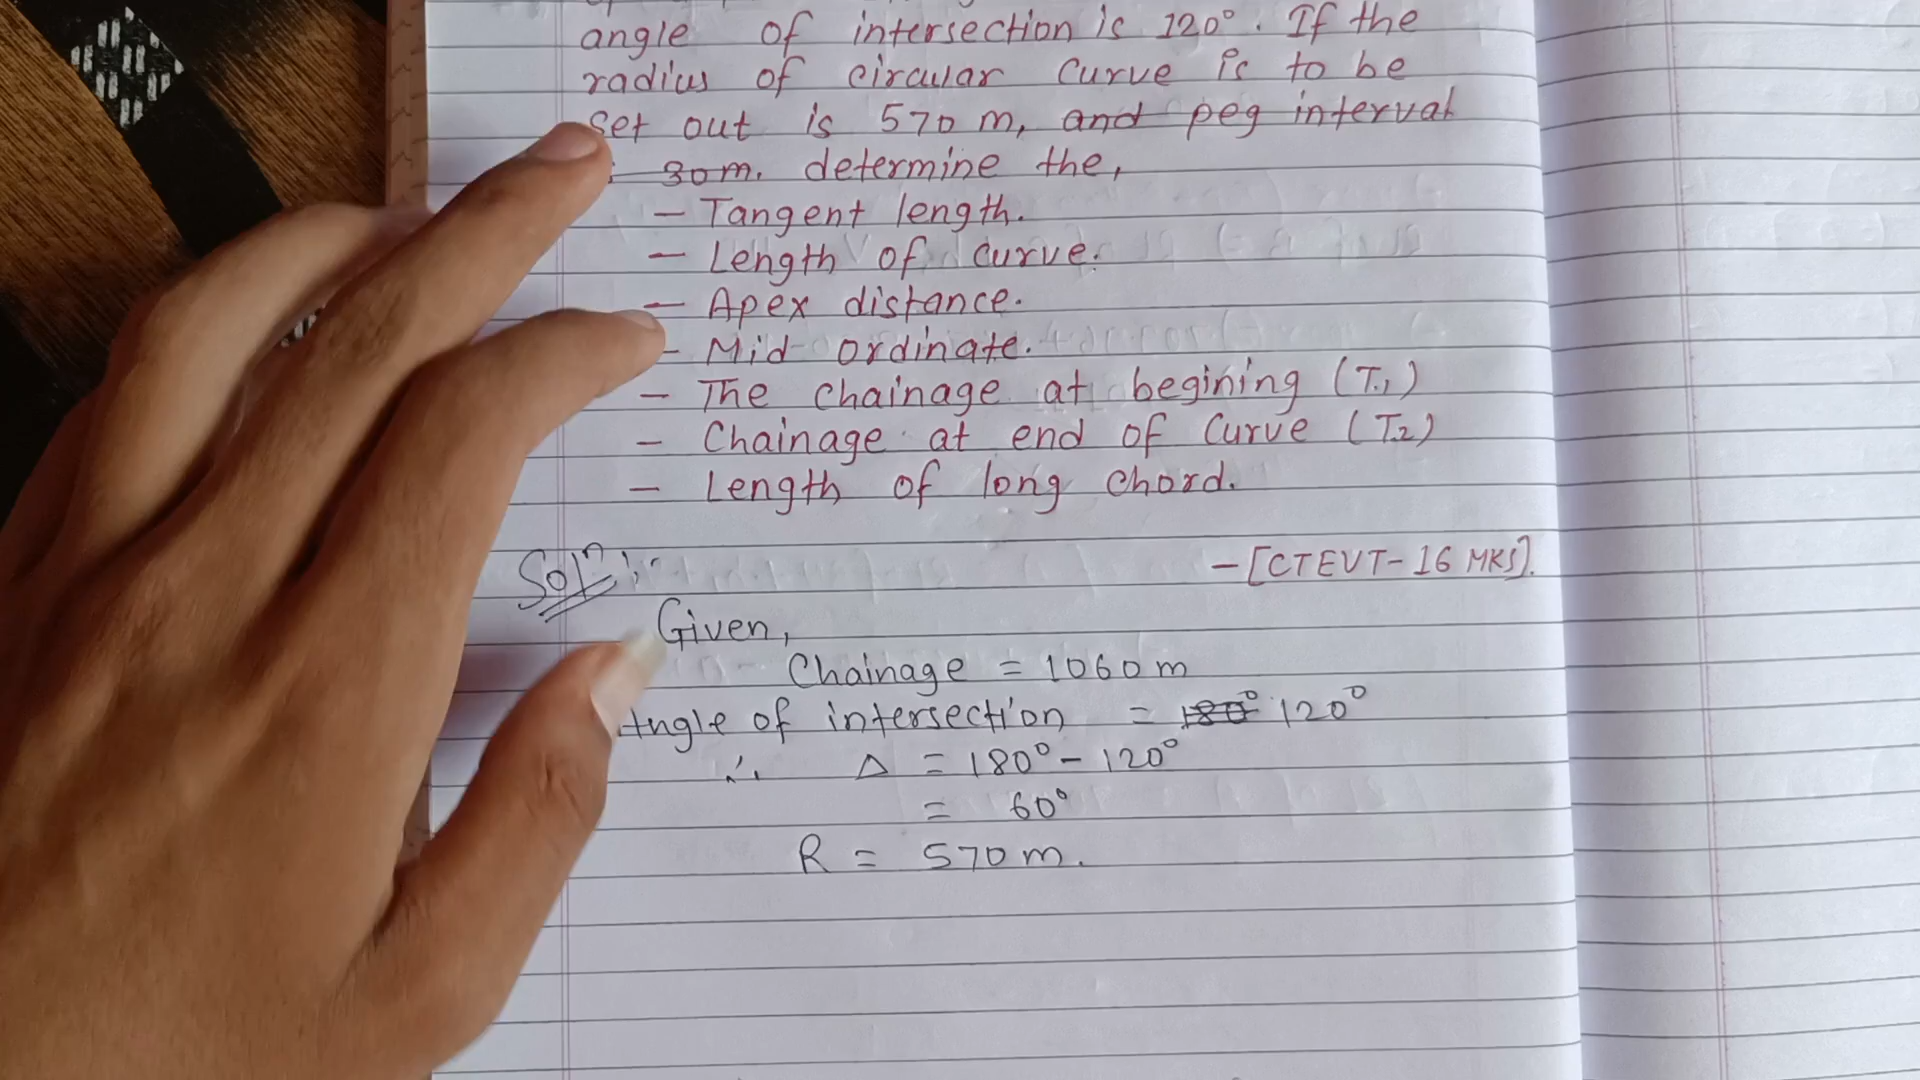 angle of intersection is 120°. If the
radius of circular curve is to be
set out is 570 m, and peg interval
30m. determine the,
- Tangent length.
- Length of curve.
- Apex distance.
- Mid ordinate.
- The chainage at begining (T.1)
- Chainage at end of curve (T.2)
- Length of long chord.
- [CTEVT- 16 MKS].
Solⁿ:-
Given,
Chainage = 1060 m
Angle of intersection = 180° 120°
∴ Δ = 180° - 120°
= 60°
R = 570 m.